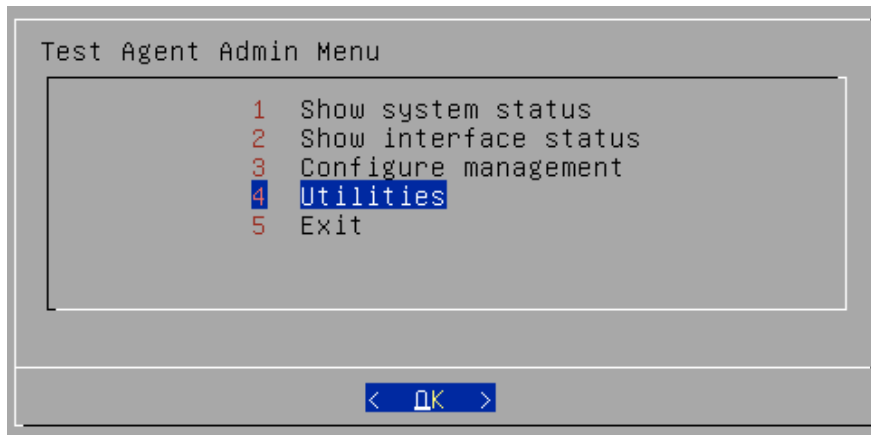 Test Agent Admin Menu
1 Show system status
2 Show interface status
3 Configure management
4 Utilities
5 Exit
< OK >